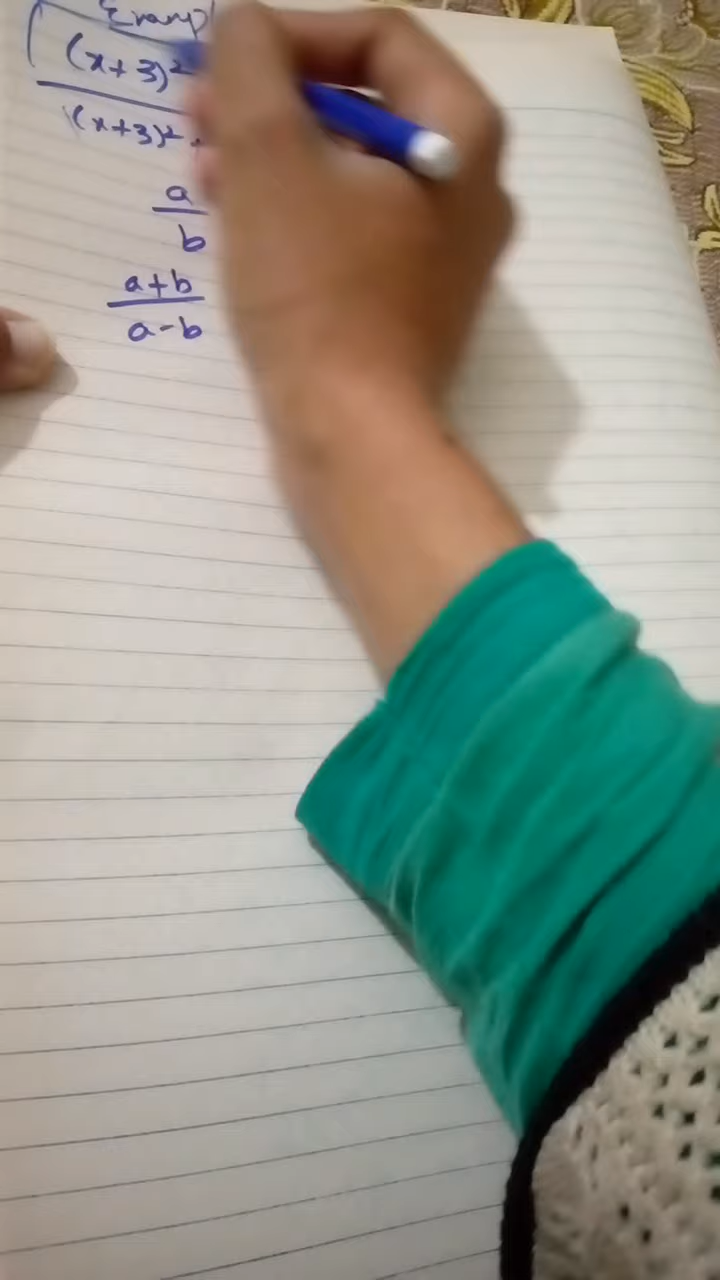 (x+3)²
(x+3)²
a
b
a+b
a-b